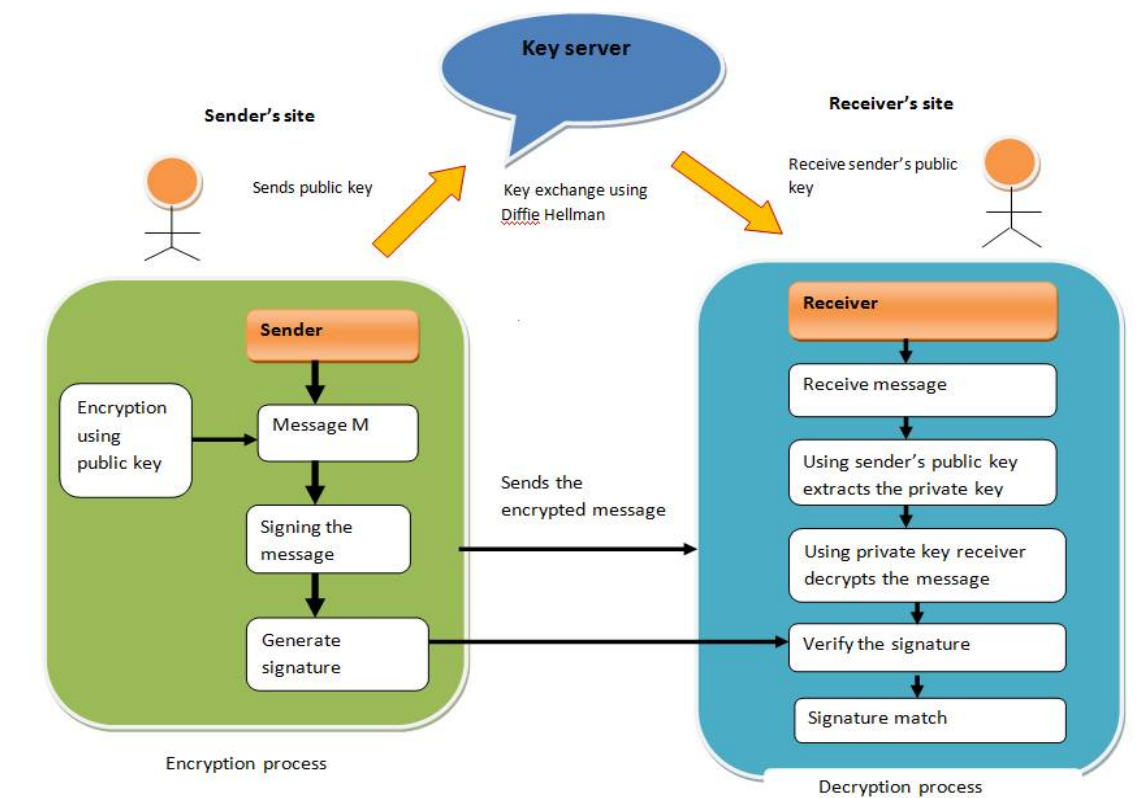 Key server
Sender's site
Receiver's site
Sends public key
Key exchange using
Diffie Hellman
Receive sender's public
key
Sender
Encryption
using
public key
Message M
Signing the
message
Generate
signature
Sends the
encrypted message
Receiver
Receive message
Using sender's public key
extracts the private key
Using private key receiver
decrypts the message
Verify the signature
Signature match
Encryption process
Decryption process